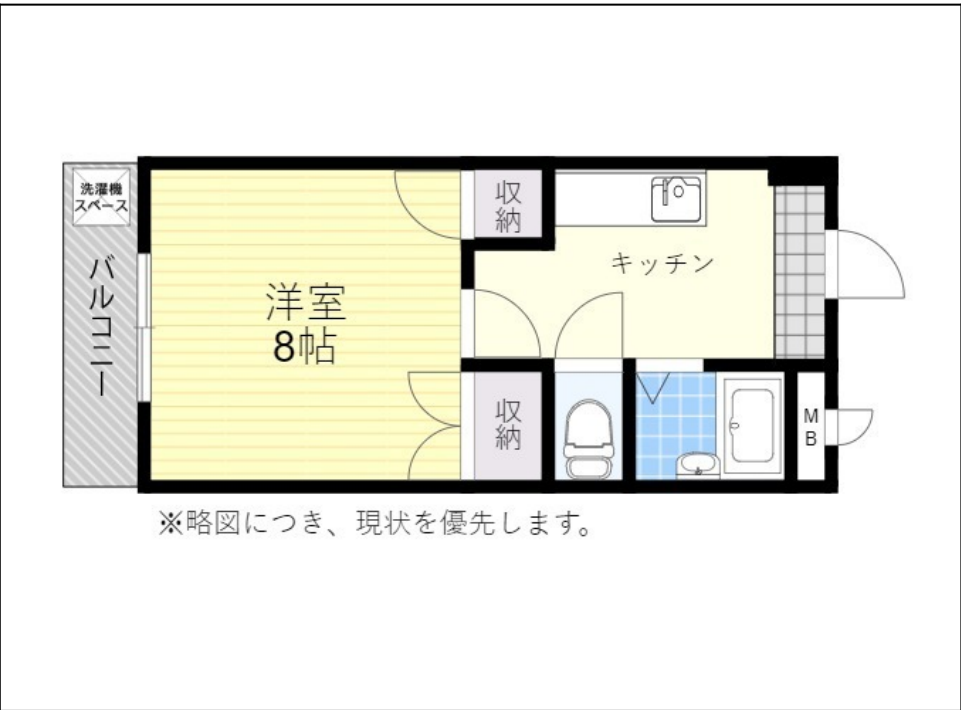 洗濯機
スペース
バルコニー
洋室
8帖
収納
収納
キッチン
MB
※略図につき、現状を優先します。